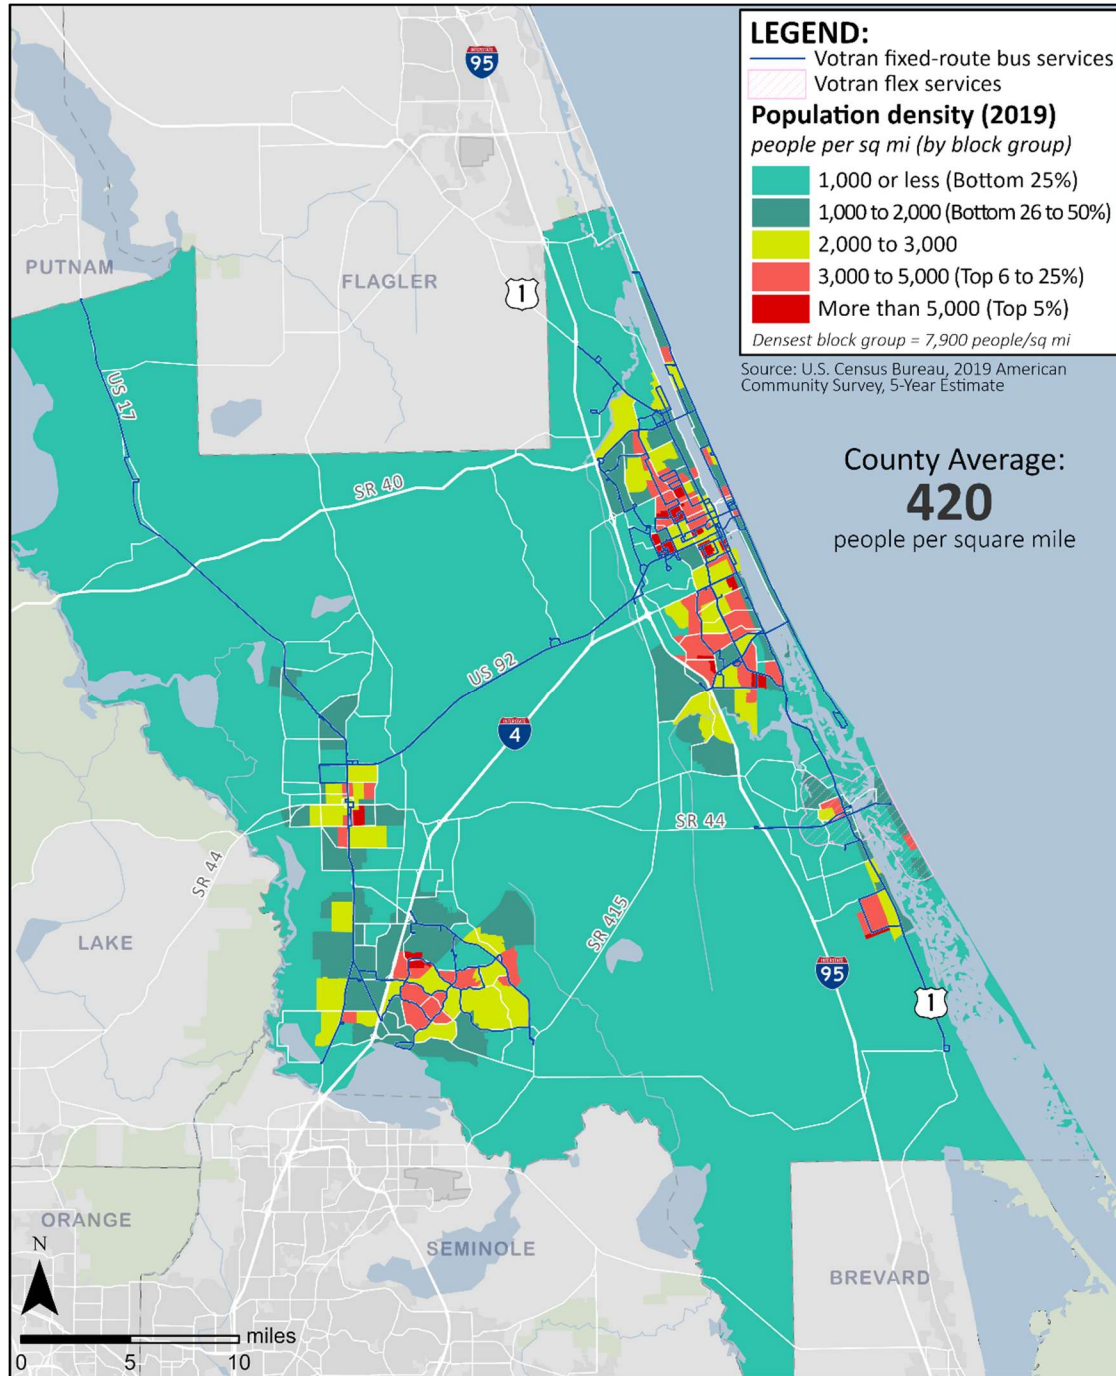 LEGEND:
Votran fixed-route bus services
Votran flex services
Population density (2019)
people per sq mi (by block group)
1,000 or less (Bottom 25%)
1,000 to 2,000 (Bottom 26 to 50%)
2,000 to 3,000
3,000 to 5,000 (Top 6 to 25%)
More than 5,000 (Top 5%)
Densest block group = 7,900 people/sq mi
Source: U.S. Census Bureau, 2019 American
Community Survey, 5-Year Estimate
County Average:
420
people per square mile
INTERSTATE
95
PUTNAM
FLAGLER
1
US 17
SR 40
US 92
INTERSTATE
4
SR 44
SR 44
SR 415
LAKE
INTERSTATE
95
1
ORANGE
SEMINOLE
BREVARD
N
miles
0 5 10